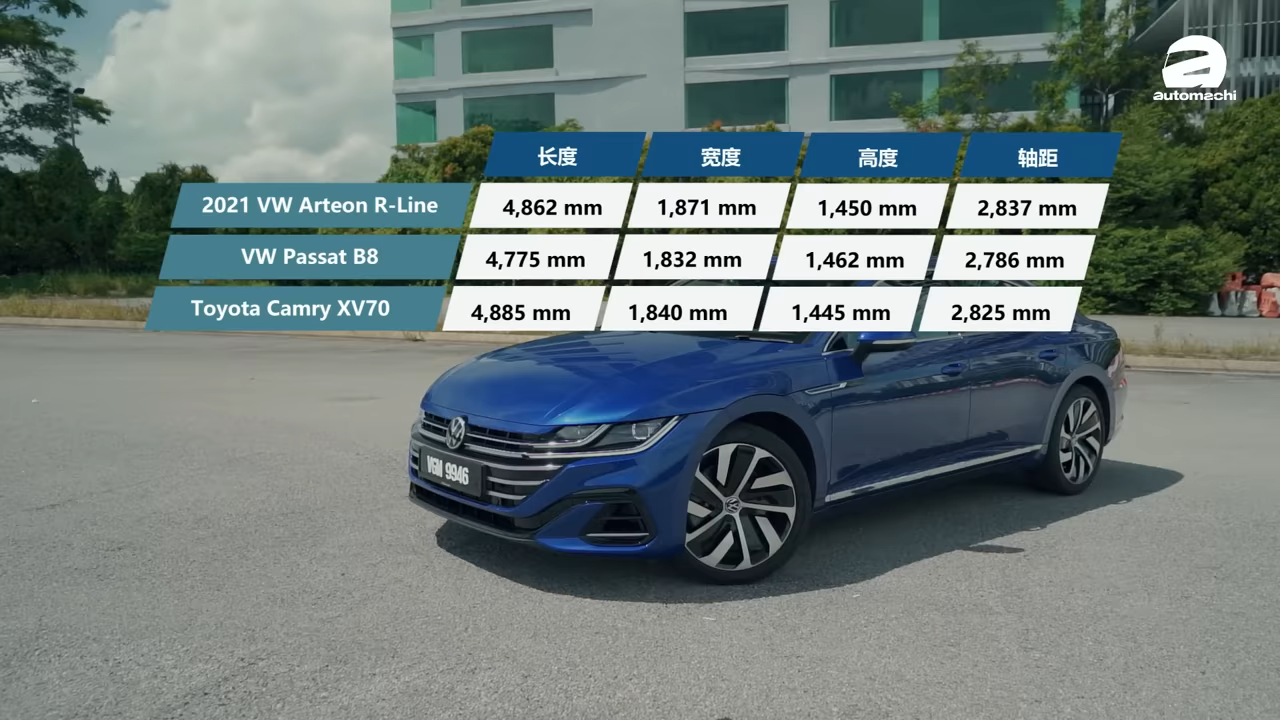 automachi
长度 宽度 高度 轴距
2021 VW Arteon R-Line 4,862 mm 1,871 mm 1,450 mm 2,837 mm
VW Passat B8 4,775 mm 1,832 mm 1,462 mm 2,786 mm
Toyota Camry XV70 4,885 mm 1,840 mm 1,445 mm 2,825 mm
VGM 9946